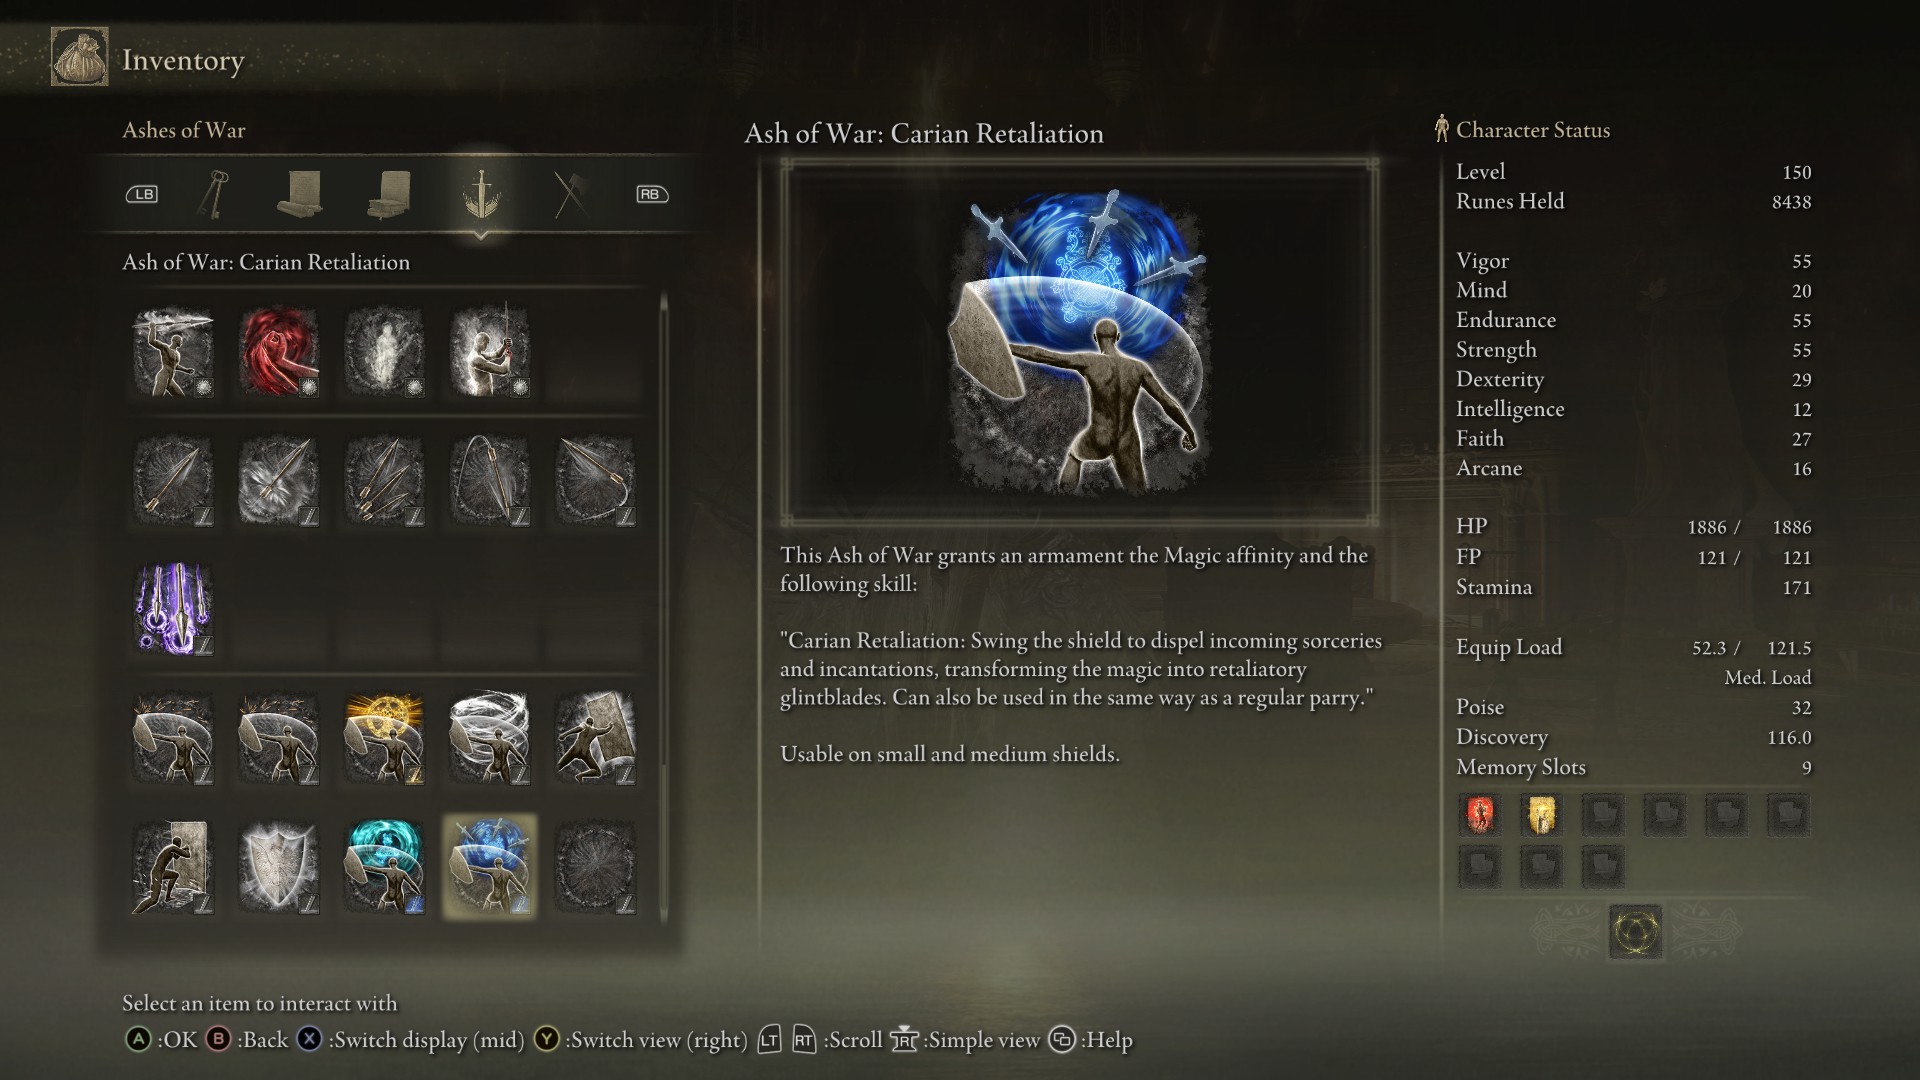 Inventory
Ashes of War
LB
RB
Ash of War: Carian Retaliation
Ash of War: Carian Retaliation
This Ash of War grants an armament the Magic affinity and the
following skill:
"Carian Retaliation: Swing the shield to dispel incoming sorceries
and incantations, transforming the magic into retaliatory
glintblades. Can also be used in the same way as a regular parry."
Usable on small and medium shields.
Character Status
Level 150
Runes Held 8438
Vigor 55
Mind 20
Endurance 55
Strength 55
Dexterity 29
Intelligence 12
Faith 27
Arcane 16
HP 1886 / 1886
FP 121 / 121
Stamina 171
Equip Load 52.3 / 121.5
Med. Load
Poise 32
Discovery 116.0
Memory Slots 9
Select an item to interact with
A :OK B :Back X :Switch display (mid) Y :Switch view (right) LT RT :Scroll R :Simple view :Help